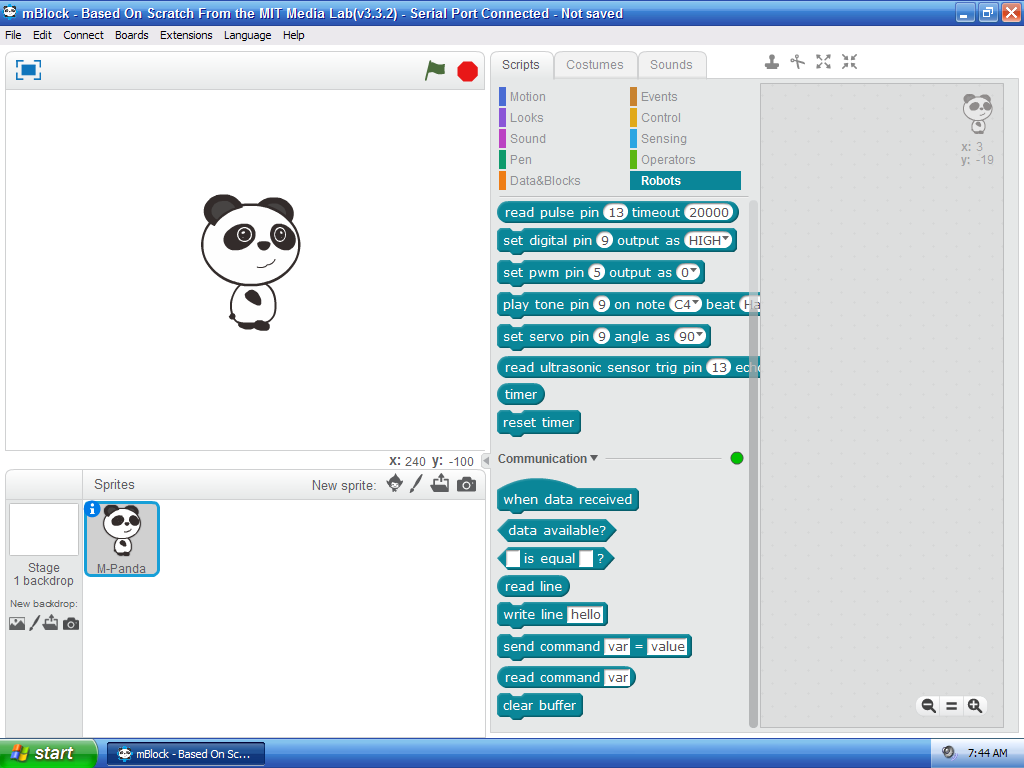 mBlock - Based On Scratch From the MIT Media Lab(v3.3.2) - Serial Port Connected - Not saved
File Edit Connect Boards Extensions Language Help
Scripts Costumes Sounds
Motion Events
Looks Control
Sound Sensing
Pen Operators
Data&Blocks Robots
x: 3
y: -19
read pulse pin 13 timeout 20000
set digital pin 9 output as HIGH
set pwm pin 5 output as 0
play tone pin 9 on note C4 beat Ha
set servo pin 9 angle as 90
read ultrasonic sensor trig pin 13 ech
timer
reset timer
Communication
when data received
data available?
is equal ?
read line
write line hello
send command var = value
read command var
clear buffer
x: 240 y: -100
Sprites New sprite:
M-Panda
Stage
1 backdrop
New backdrop:
start mBlock - Based On Sc... 7:44 AM